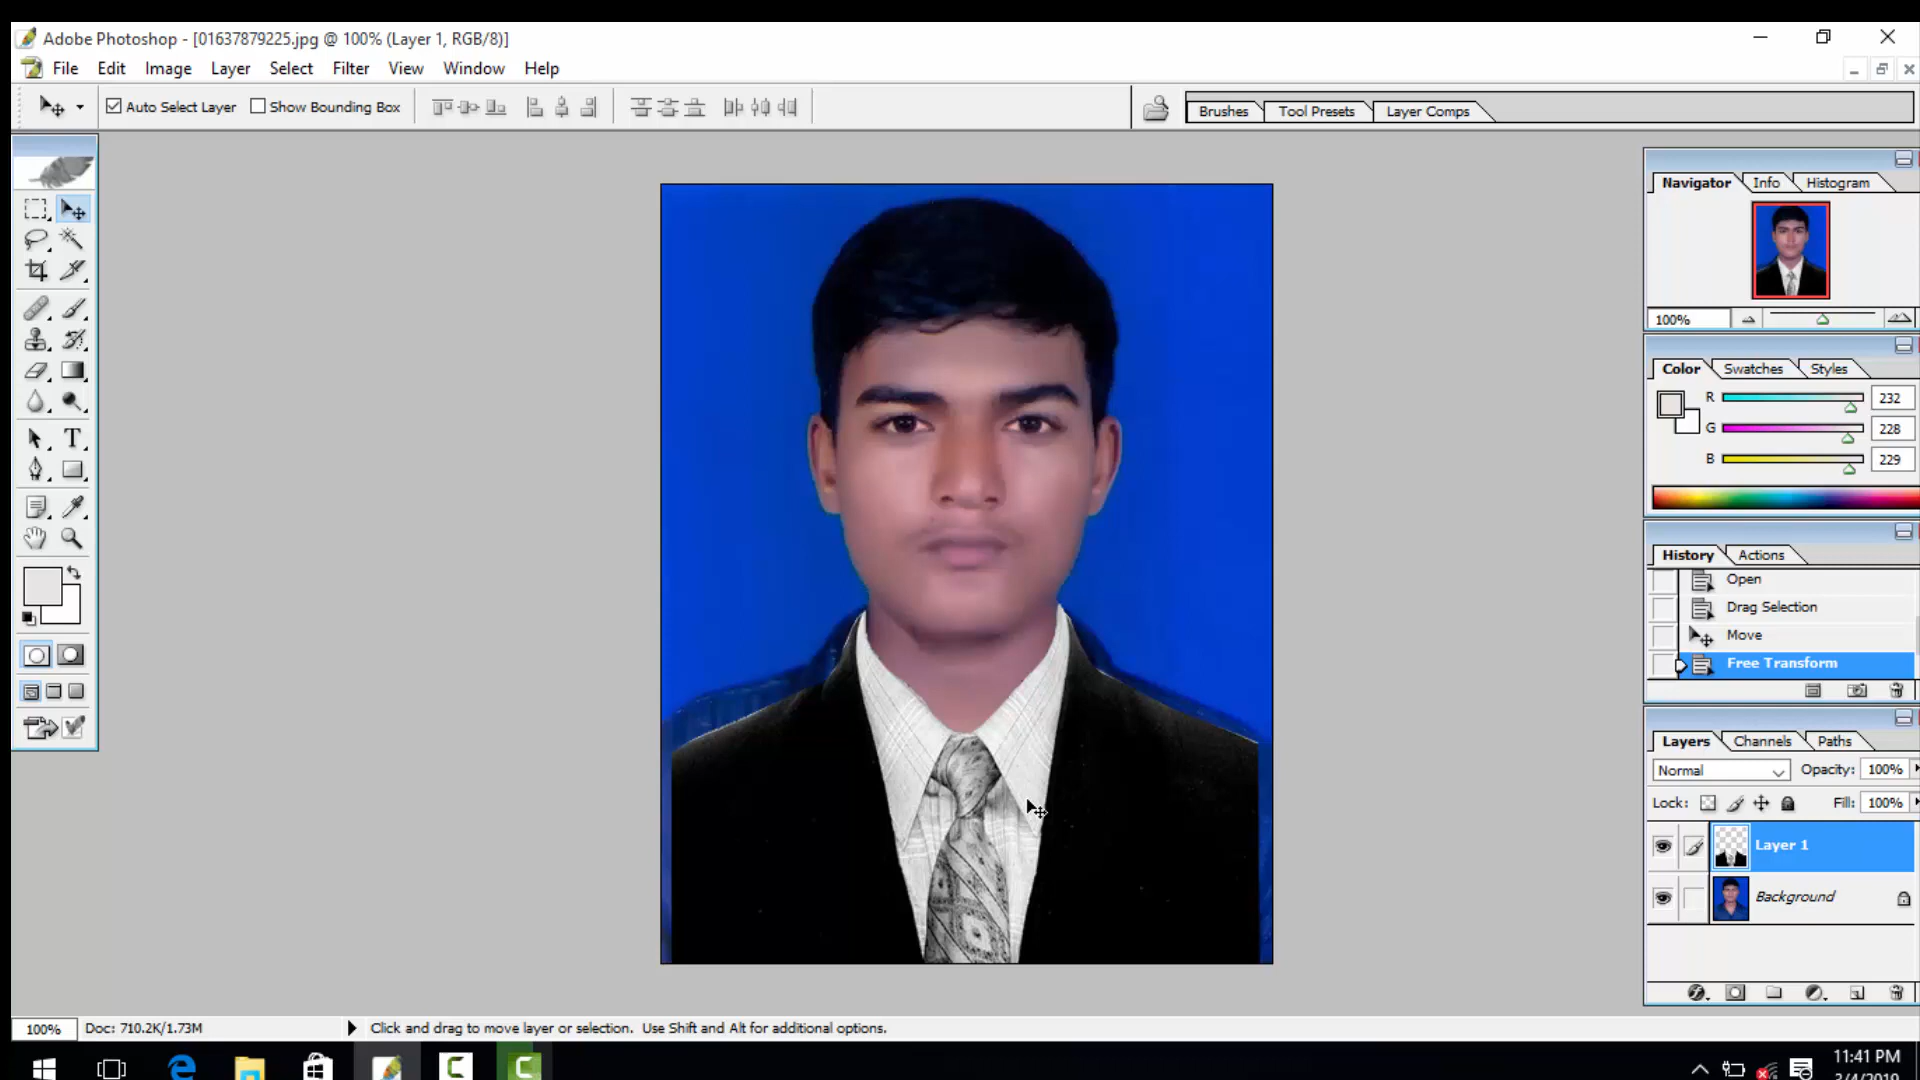 Adobe Photoshop - [01637879225.jpg @ 100% (Layer 1, RGB/8)]
File Edit Image Layer Select Filter View Window Help
Auto Select Layer Show Bounding Box
Brushes Tool Presets Layer Comps
Navigator Info Histogram
100%
Color Swatches Styles
R 232
G 228
B 229
History Actions
Open
Drag Selection
Move
Free Transform
Layers Channels Paths
Normal Opacity: 100%
Lock: Fill: 100%
Layer 1
Background
100% Doc: 710.2K/1.73M Click and drag to move layer or selection. Use Shift and Alt for additional options.
11:41 PM
3/4/2019